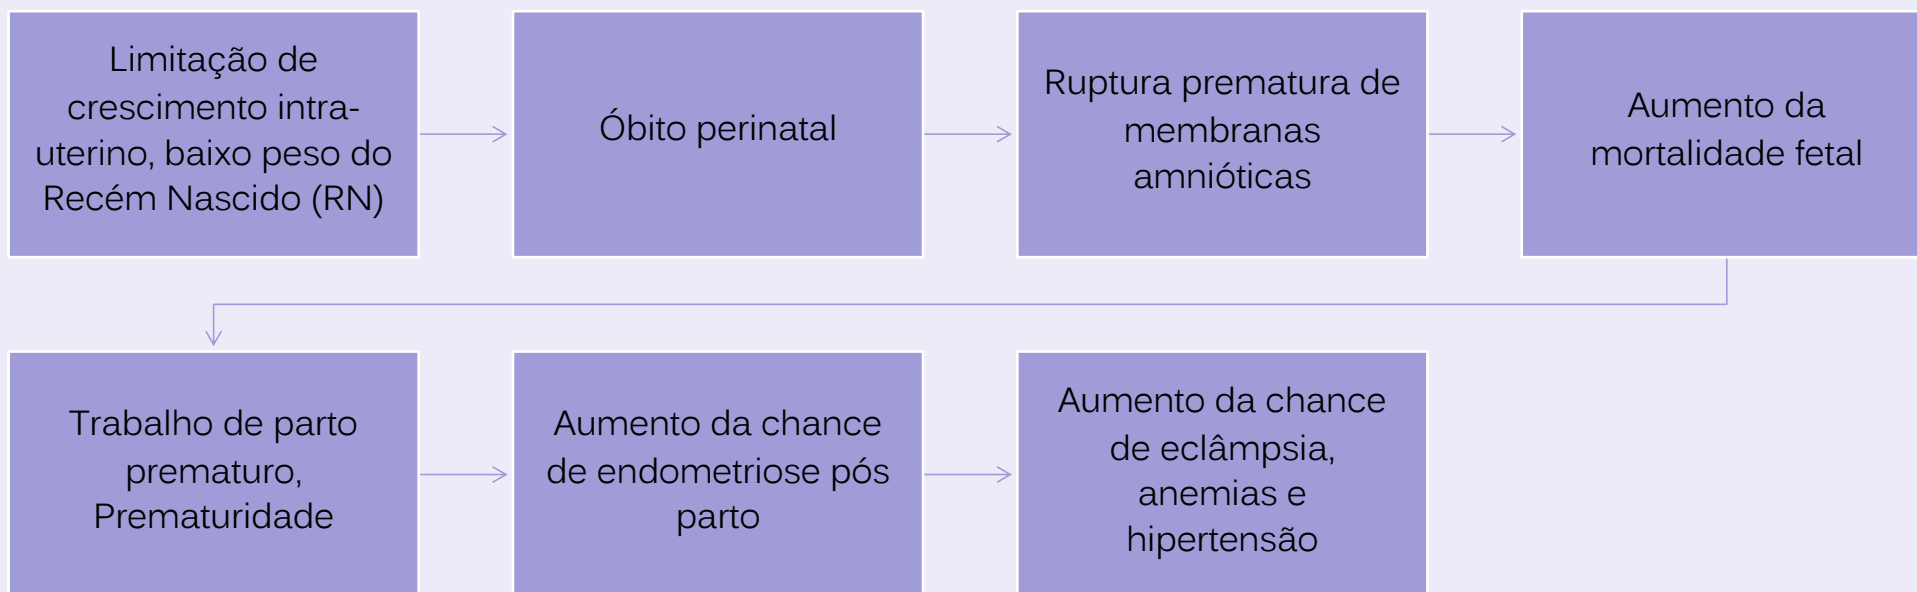 Limitação de
crescimento intra-
uterino, baixo peso do
Recém Nascido (RN)
Óbito perinatal
Ruptura prematura de
membranas
amnióticas
Aumento da
mortalidade fetal
Trabalho de parto
prematuro,
Prematuridade
Aumento da chance
de endometriose pós
parto
Aumento da chance
de eclâmpsia,
anemias e
hipertensão